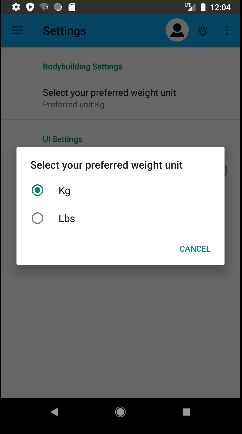 12:04
Settings
Bodybuilding Settings
Select your preferred weight unit
Preferred unit:Kg
UI Settings
Select your preferred weight unit
Kg
Lbs
CANCEL